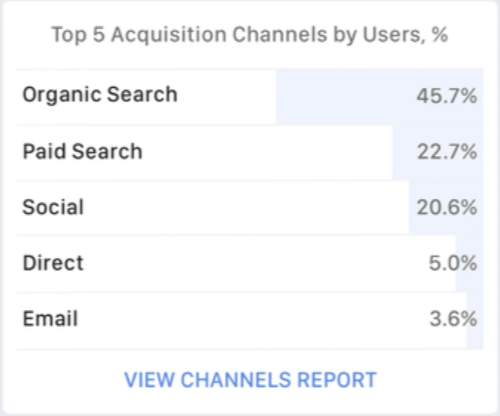 Top 5 Acquisition Channels by Users, %
Organic Search 45.7%
Paid Search 22.7%
Social 20.6%
Direct 5.0%
Email 3.6%
VIEW CHANNELS REPORT